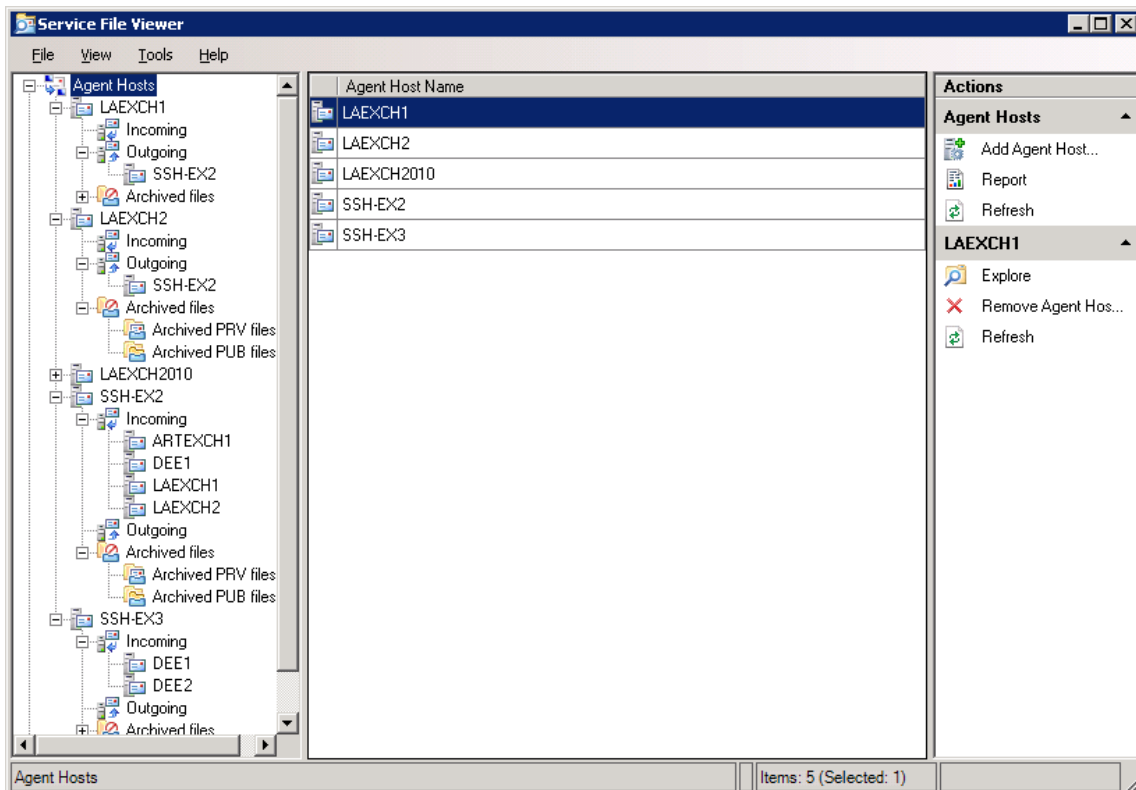 Service File Viewer
File View Tools Help
Agent Hosts
LAEXCH1
Incoming
Outgoing
SSH-EX2
Archived files
LAEXCH2
Incoming
Outgoing
SSH-EX2
Archived files
Archived PRV files
Archived PUB files
LAEXCH2010
SSH-EX2
Incoming
ARTEXCH1
DEE1
LAEXCH1
LAEXCH2
Outgoing
Archived files
Archived PRV files
Archived PUB files
SSH-EX3
Incoming
DEE1
DEE2
Outgoing
Archived files
Agent Host Name
LAEXCH1
LAEXCH2
LAEXCH2010
SSH-EX2
SSH-EX3
Actions
Agent Hosts
Add Agent Host...
Report
Refresh
LAEXCH1
Explore
Remove Agent Hos...
Refresh
Agent Hosts
Items: 5 (Selected: 1)